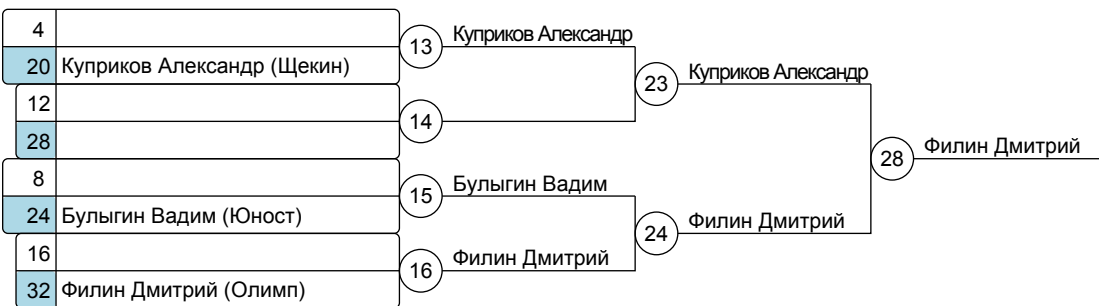 4
20 Куприков Александр (Щекин)
12
28
8
24 Булыгин Вадим (Юност)
16
32 Филин Дмитрий (Олимп)
13 Куприков Александр
14
15 Булыгин Вадим
16 Филин Дмитрий
23 Куприков Александр
24 Филин Дмитрий
28 Филин Дмитрий